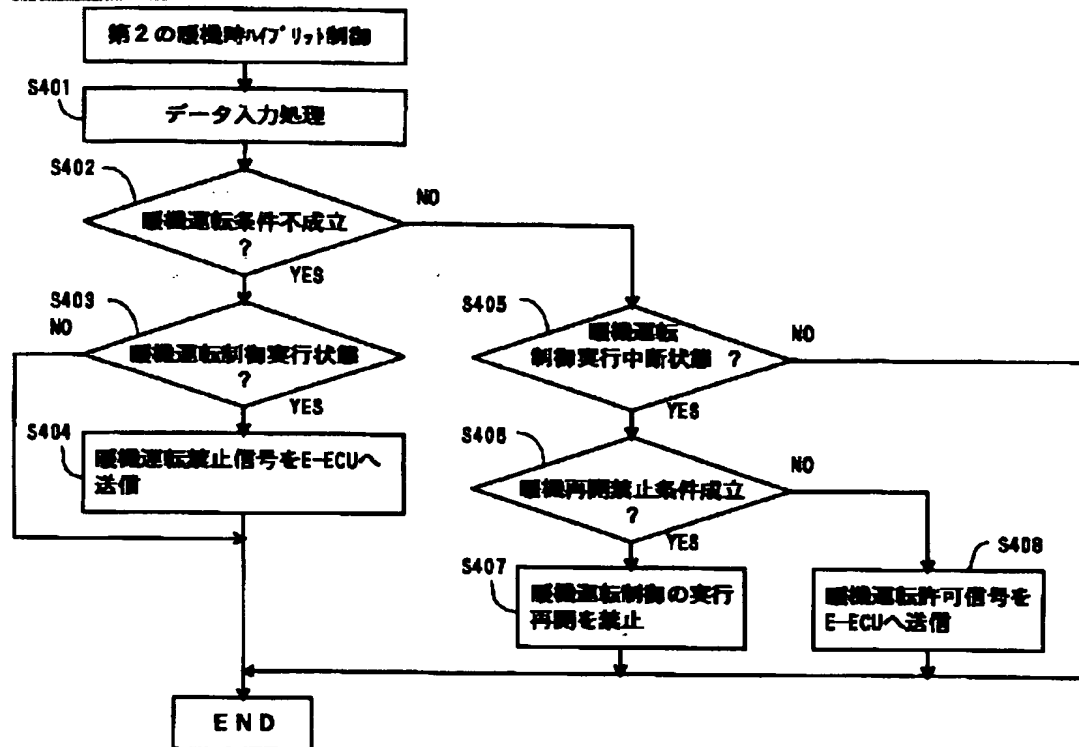 第2の暖機時ハイブリット制御
S401
データ入力処理
S402
NO
暖機運転条件不成立
?
YES
S403
NO
暖機運転制御実行状態
?
YES
S404
暖機運転禁止信号をE-ECUへ
送信
S405
NO
暖機運転
制御実行中断状態 ?
YES
S406
NO
暖機再開禁止条件成立
?
YES
S407
暖機運転制御の実行
再開を禁止
S408
暖機運転許可信号を
E-ECUへ送信
END